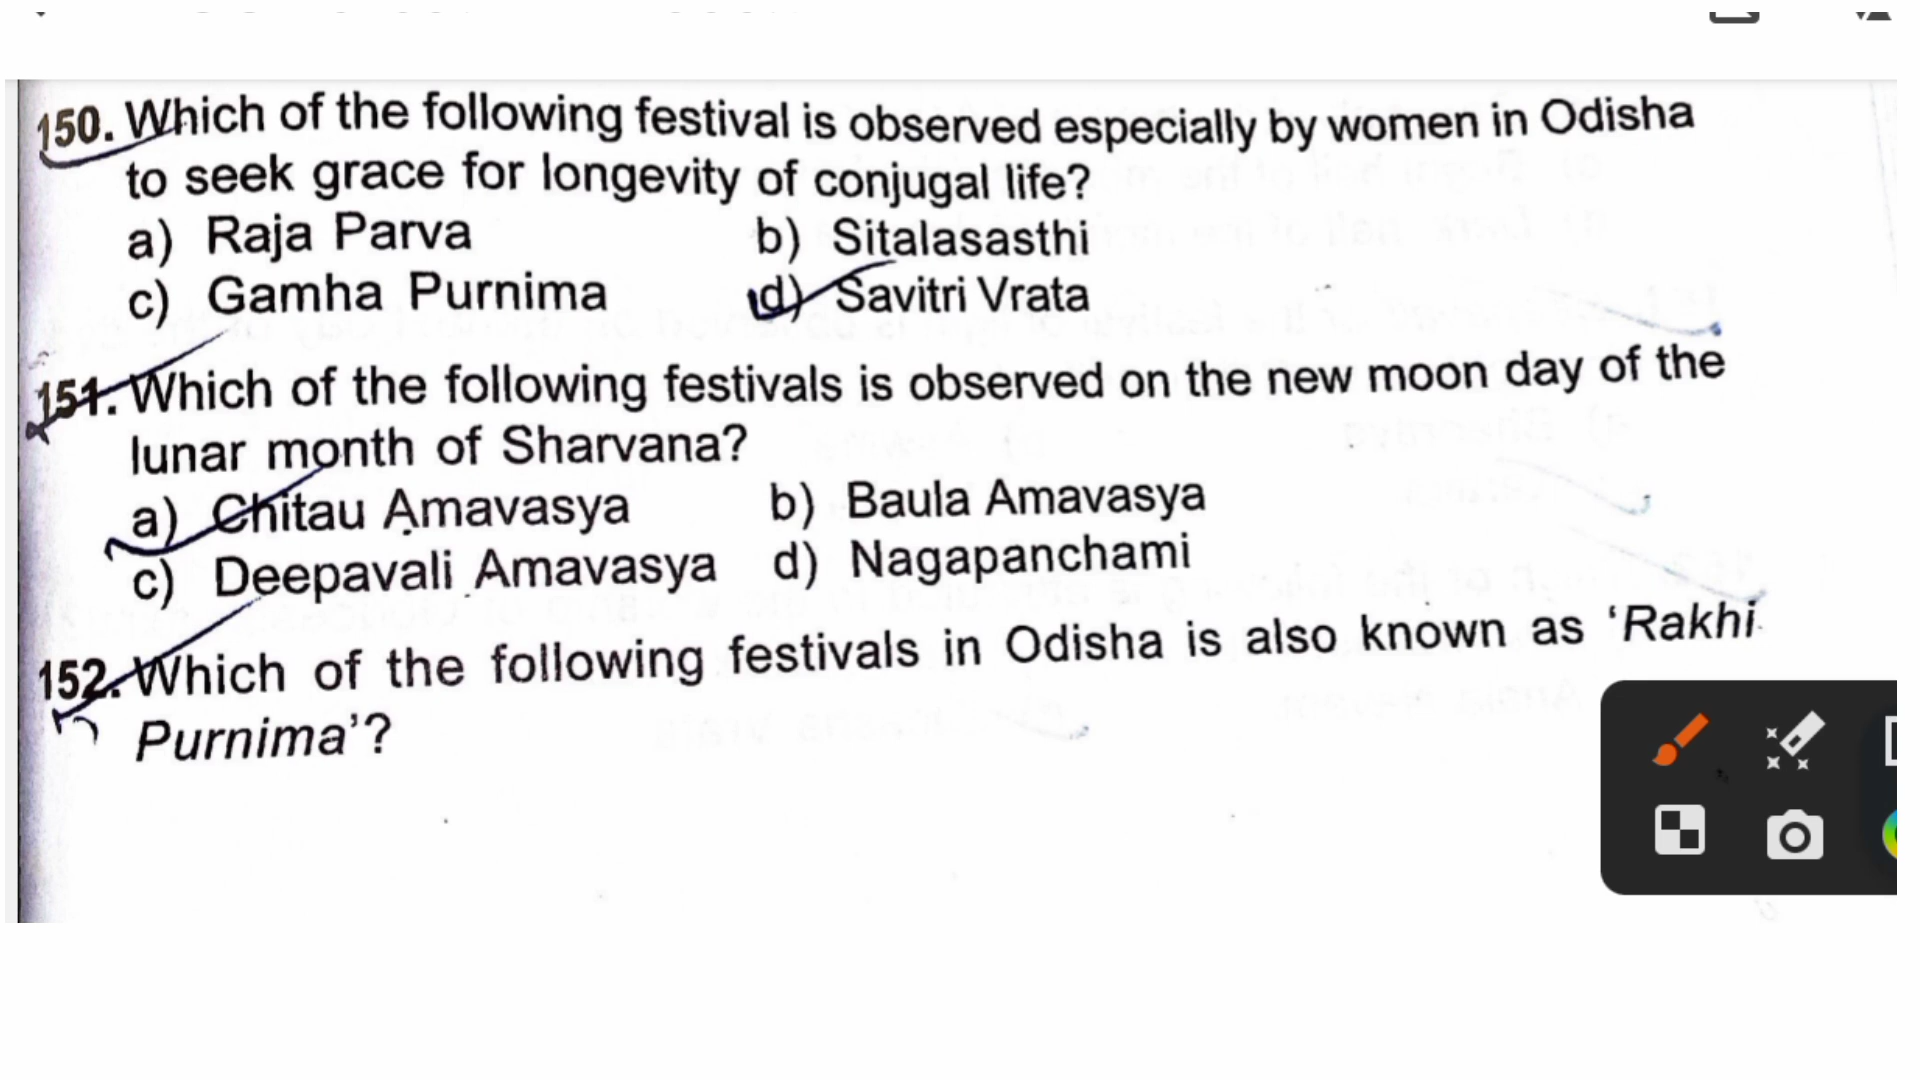 150. Which of the following festival is observed especially by women in Odisha
to seek grace for longevity of conjugal life?
a) Raja Parva b) Sitalasasthi
c) Gamha Purnima d) Savitri Vrata
151. Which of the following festivals is observed on the new moon day of the
lunar month of Sharvana?
a) Chitau Amavasya b) Baula Amavasya
c) Deepavali Amavasya d) Nagapanchami
152. Which of the following festivals in Odisha is also known as ‘Rakhi
Purnima’?